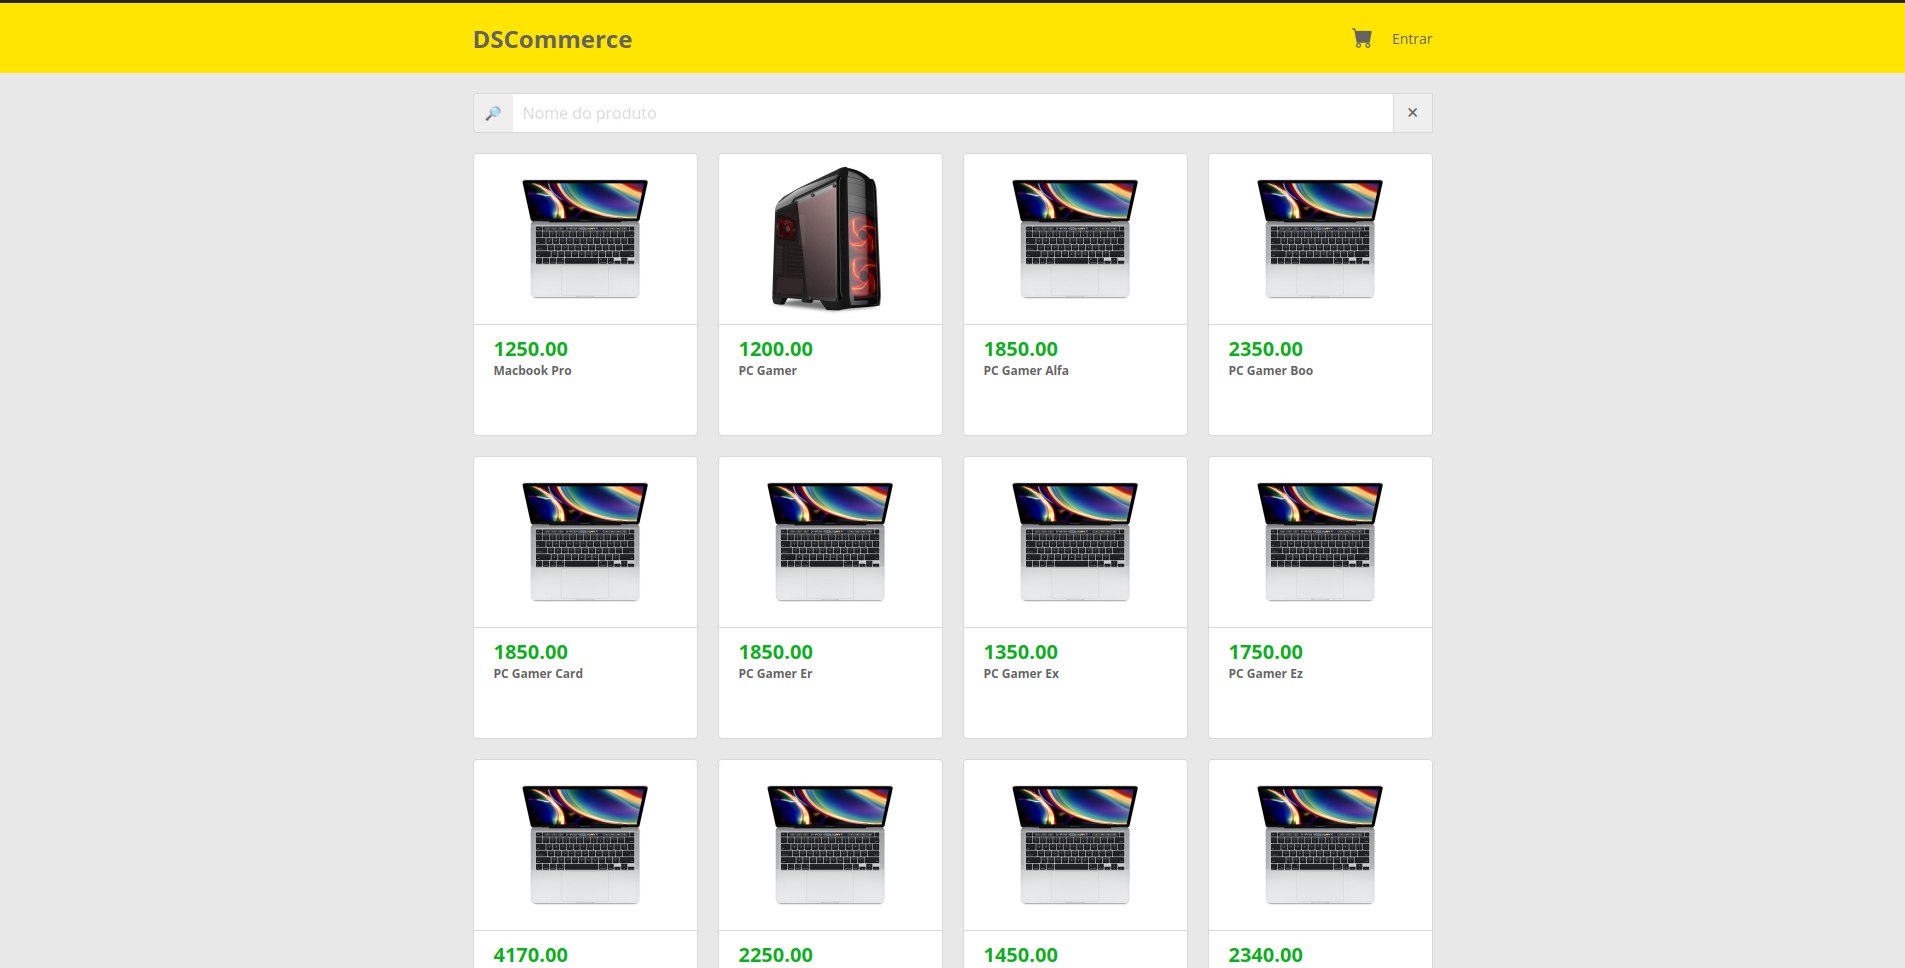 DSCommerce
Entrar
Nome do produto
1250.00
Macbook Pro
1200.00
PC Gamer
1850.00
PC Gamer Alfa
2350.00
PC Gamer Boo
1850.00
PC Gamer Card
1850.00
PC Gamer Er
1350.00
PC Gamer Ex
1750.00
PC Gamer Ez
4170.00
2250.00
1450.00
2340.00